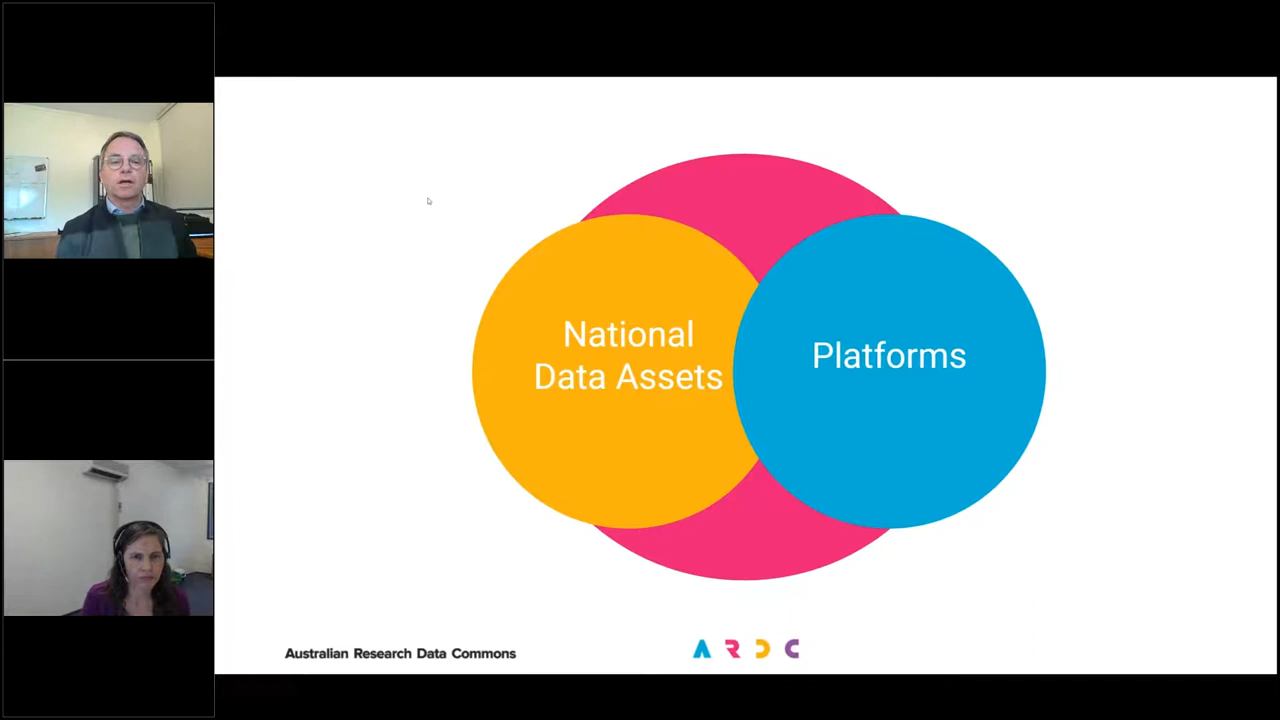 National
Data Assets
Platforms
Australian Research Data Commons
ARDC